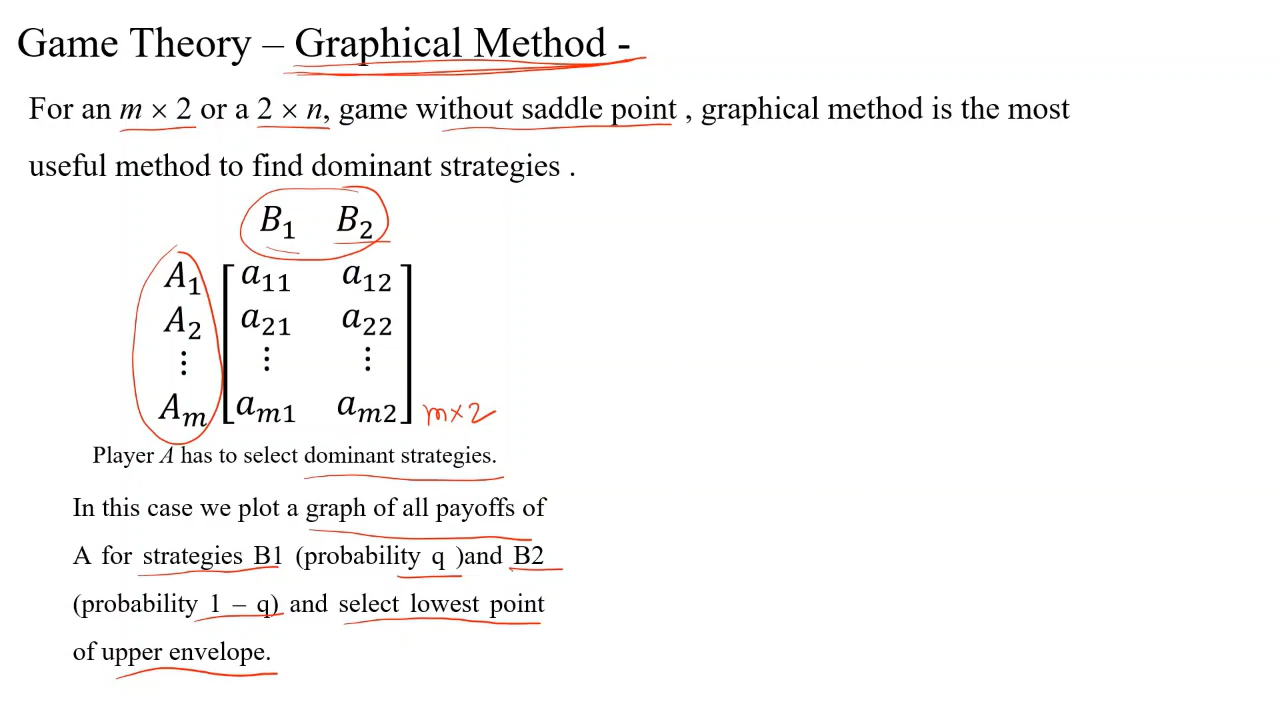 Game Theory – Graphical Method -
For an m × 2 or a 2 × n, game without saddle point , graphical method is the most
useful method to find dominant strategies .
B₁ B₂
A₁ a₁₁ a₁₂
A₂ a₂₁ a₂₂
⋮ ⋮ ⋮
Aₘ aₘ₁ aₘ₂ m×2
Player A has to select dominant strategies.
In this case we plot a graph of all payoffs of
A for strategies B1 (probability q )and B2
(probability 1 – q) and select lowest point
of upper envelope.